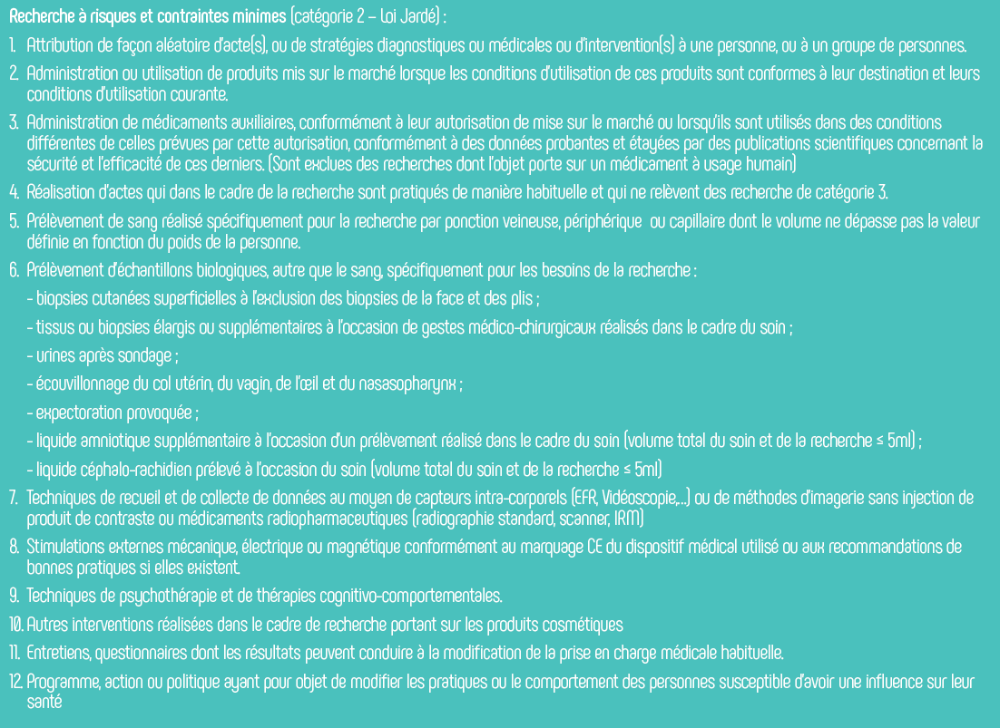 Recherche à risques et contraintes minimes (catégorie 2 – Loi Jardé) :
1. Attribution de façon aléatoire d'acte(s), ou de stratégies diagnostiques ou médicales ou d'intervention(s) à une personne, ou à un groupe de personnes.
2. Administration ou utilisation de produits mis sur le marché lorsque les conditions d'utilisation de ces produits sont conformes à leur destination et leurs
conditions d'utilisation courante.
3. Administration de médicaments auxiliaires, conformément à leur autorisation de mise sur le marché ou lorsqu'ils sont utilisés dans des conditions
différentes de celles prévues par cette autorisation, conformément à des données probantes et étayées par des publications scientifiques concernant la
sécurité et l'efficacité de ces derniers. (Sont exclues des recherches dont l'objet porte sur un médicament à usage humain)
4. Réalisation d'actes qui dans le cadre de la recherche sont pratiqués de manière habituelle et qui ne relèvent des recherche de catégorie 3.
5. Prélèvement de sang réalisé spécifiquement pour la recherche par ponction veineuse, périphérique ou capillaire dont le volume ne dépasse pas la valeur
définie en fonction du poids de la personne.
6. Prélèvement d'échantillons biologiques, autre que le sang, spécifiquement pour les besoins de la recherche :
- biopsies cutanées superficielles à l'exclusion des biopsies de la face et des plis ;
- tissus ou biopsies élargis ou supplémentaires à l'occasion de gestes médico-chirurgicaux réalisés dans le cadre du soin ;
- urines après sondage ;
- écouvillonnage du col utérin, du vagin, de l'œil et du nasasopharynx ;
- expectoration provoquée ;
- liquide amniotique supplémentaire à l'occasion d'un prélèvement réalisé dans le cadre du soin (volume total du soin et de la recherche ≤ 5ml) ;
- liquide céphalo-rachidien prélevé à l'occasion du soin (volume total du soin et de la recherche ≤ 5ml)
7. Techniques de recueil et de collecte de données au moyen de capteurs intra-corporels (EFR, Vidéoscopie,...) ou de méthodes d'imagerie sans injection de
produit de contraste ou médicaments radiopharmaceutiques (radiographie standard, scanner, IRM)
8. Stimulations externes mécanique, électrique ou magnétique conformément au marquage CE du dispositif médical utilisé ou aux recommandations de
bonnes pratiques si elles existent.
9. Techniques de psychothérapie et de thérapies cognitivo-comportementales.
10. Autres interventions réalisées dans le cadre de recherche portant sur les produits cosmétiques
11. Entretiens, questionnaires dont les résultats peuvent conduire à la modification de la prise en charge médicale habituelle.
12. Programme, action ou politique ayant pour objet de modifier les pratiques ou le comportement des personnes susceptible d'avoir une influence sur leur
santé